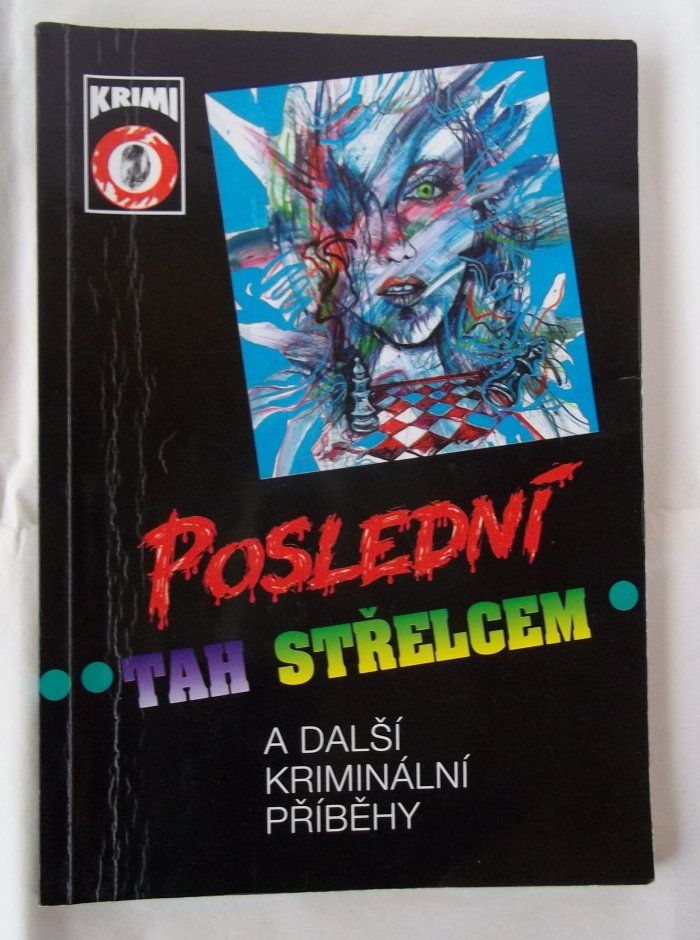 KRIMI
POSLEDNÍ
TAH STŘELCEM
A DALŠÍ
KRIMINÁLNÍ
PŘÍBĚHY